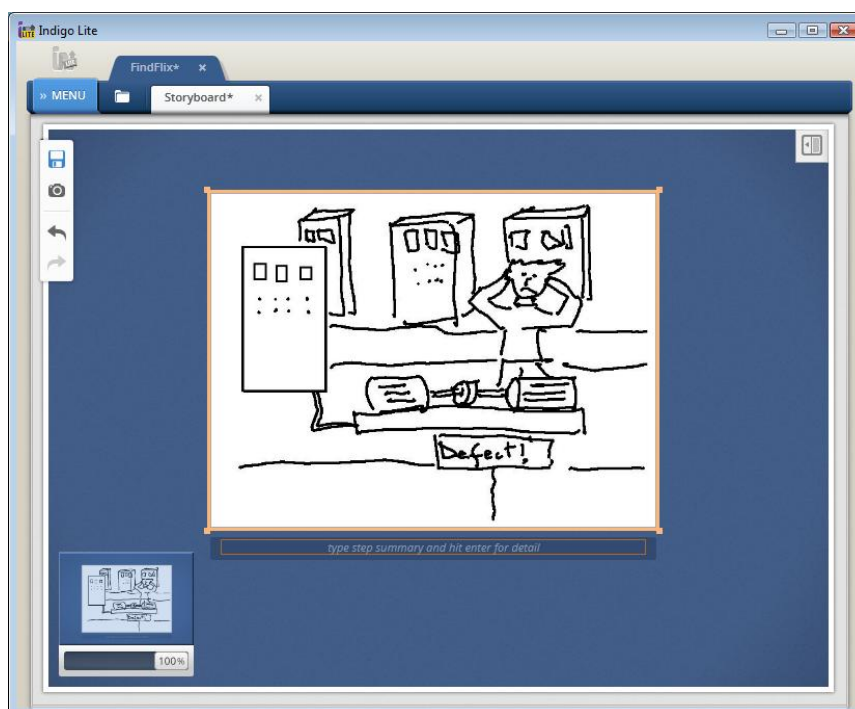 Indigo Lite
FindFlix*
» MENU
Storyboard*
Defect!
type step summary and hit enter for detail
100%